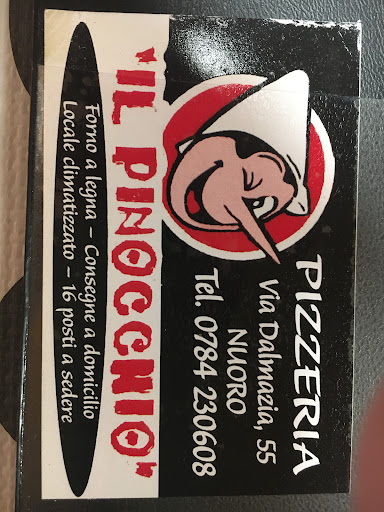 PIZZERIA
Via Dalmazia, 55
NUORO
Tel. 0784 230608
"IL PINOCCHIO"
Forno a legna – Consegne a domicilio
Locale climatizzato – 16 posti a sedere